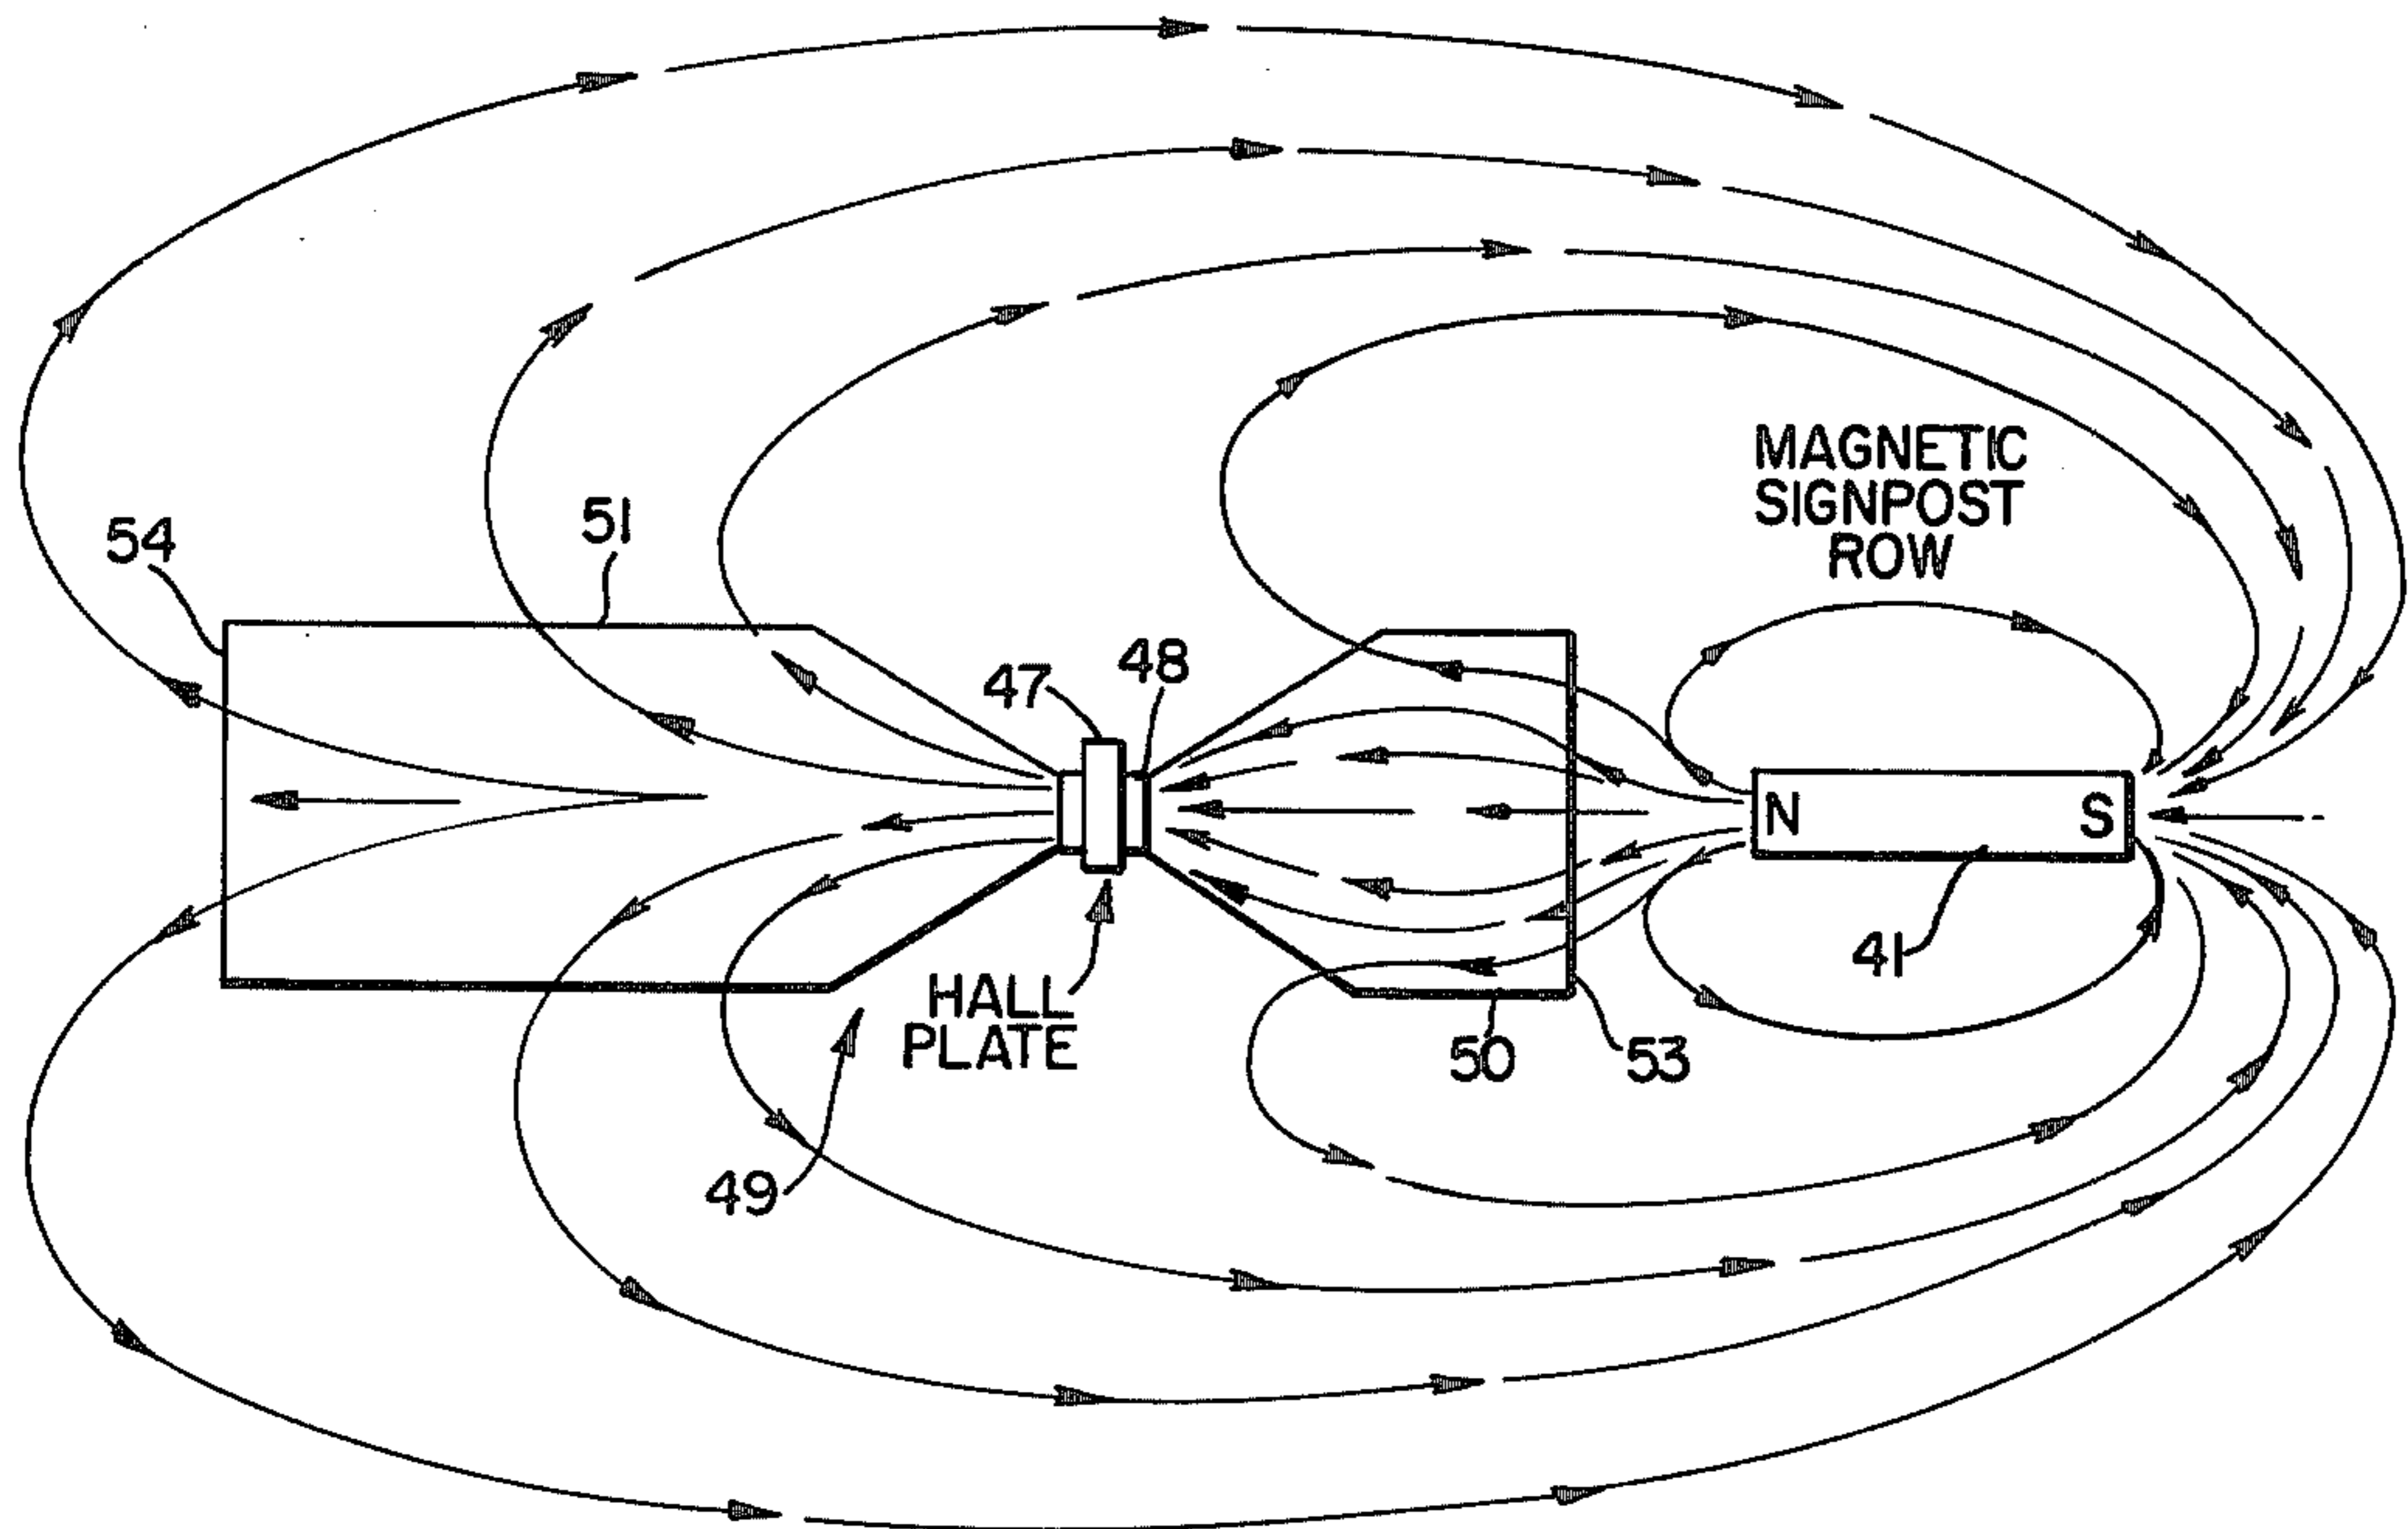 MAGNETIC
SIGNPOST
ROW
54
51
47
48
N
S
41
HALL
PLATE
50
53
49